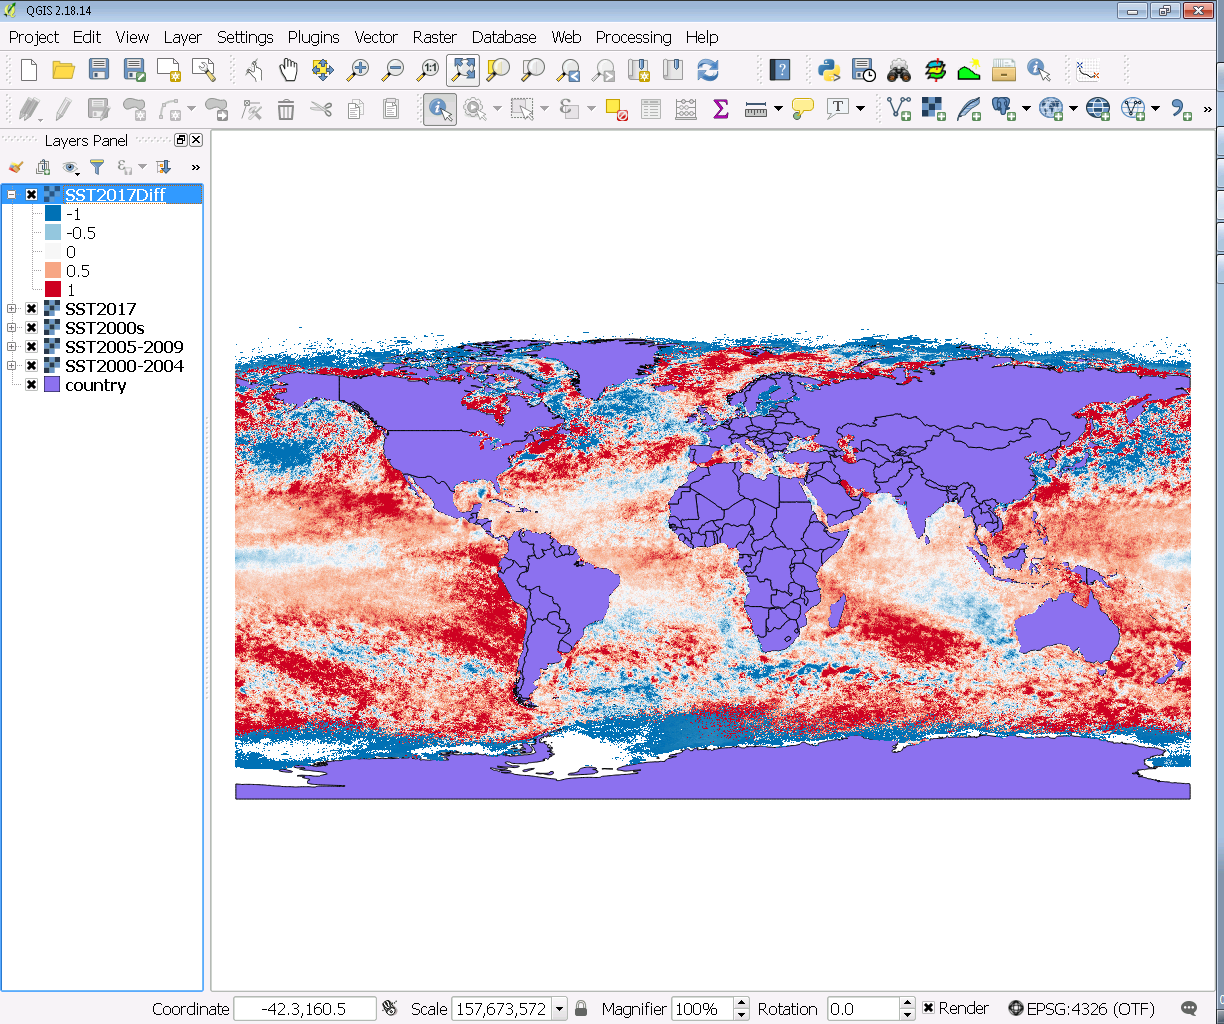 QGIS 2.18.14
Project Edit View Layer Settings Plugins Vector Raster Database Web Processing Help
1:1
?
T
»
Layers Panel
»
SST2017Diff
-1
-0.5
0
0.5
1
SST2017
SST2000s
SST2005-2009
SST2000-2004
country
Coordinate -42.3,160.5 Scale 157,673,572 Magnifier 100% Rotation 0.0 Render EPSG:4326 (OTF)